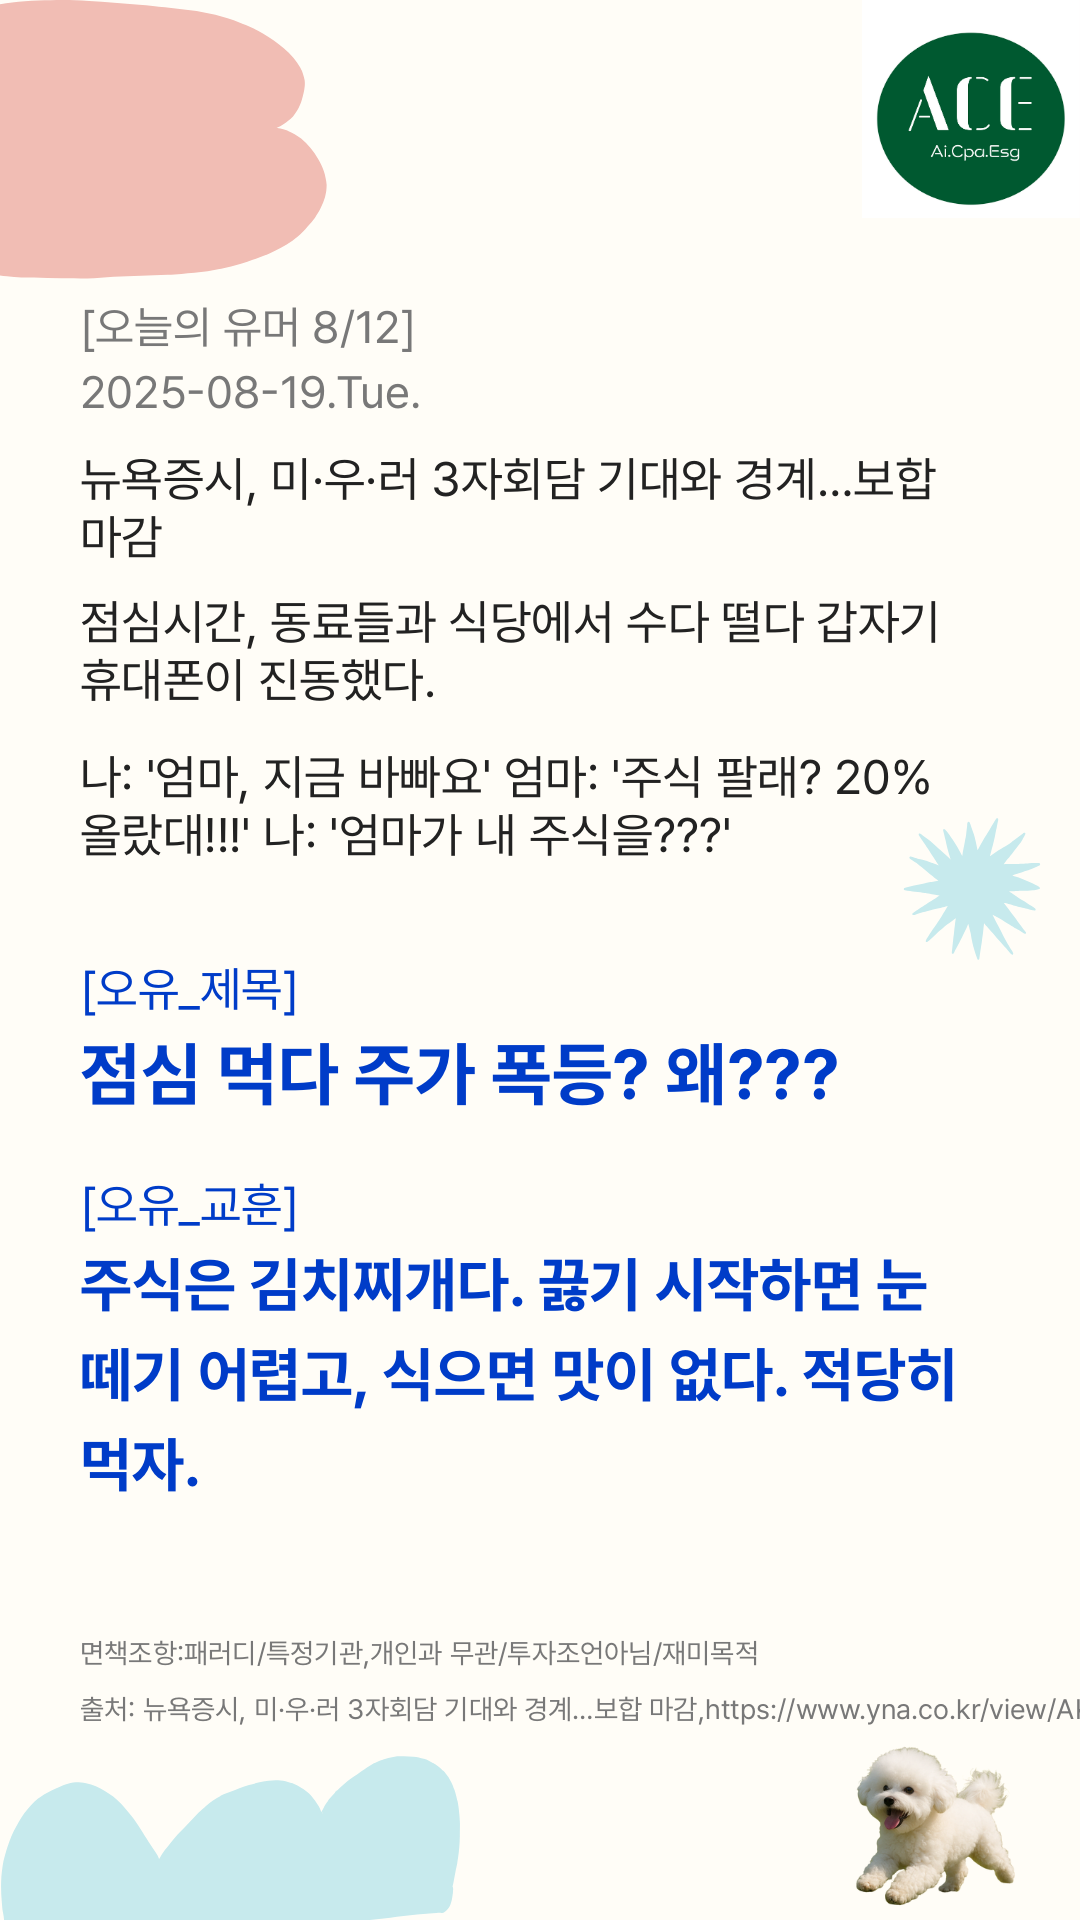 ACE
Ai.Cpa.Esg
[오늘의 유머 8/12]
2025-08-19.Tue.
뉴욕증시, 미·우·러 3자회담 기대와 경계…보합
마감
점심시간, 동료들과 식당에서 수다 떨다 갑자기
휴대폰이 진동했다.
나: '엄마, 지금 바빠요' 엄마: '주식 팔래? 20%
올랐대!!!' 나: '엄마가 내 주식을???'
[오유_제목]
점심 먹다 주가 폭등? 왜???
[오유_교훈]
주식은 김치찌개다. 끓기 시작하면 눈
떼기 어렵고, 식으면 맛이 없다. 적당히
먹자.
면책조항:패러디/특정기관,개인과 무관/투자조언아님/재미목적
출처: 뉴욕증시, 미·우·러 3자회담 기대와 경계…보합 마감,https://www.yna.co.kr/view/A